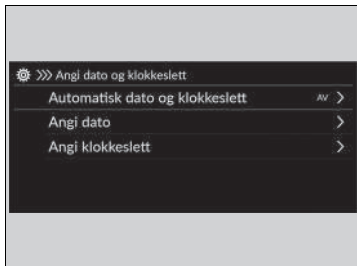 >>> Angi dato og klokkeslett
Automatisk dato og klokkeslett AV >
Angi dato >
Angi klokkeslett >